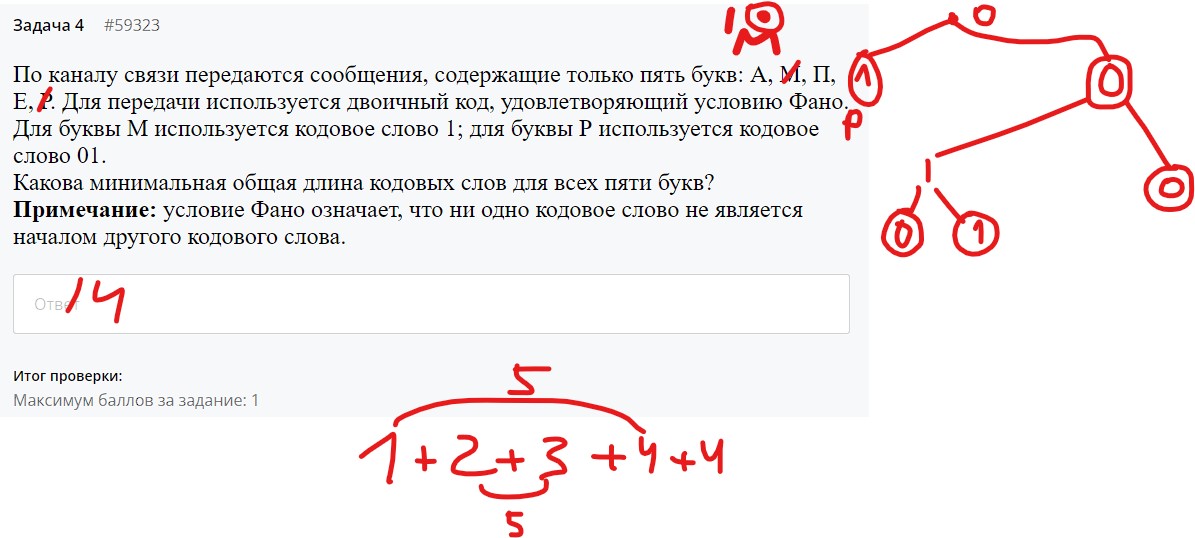 Задача 4 #59323
1 0
М
0
1 0
Р
По каналу связи передаются сообщения, содержащие только пять букв: А, М, П,
Е, Р. Для передачи используется двоичный код, удовлетворяющий условию Фано.
Для буквы М используется кодовое слово 1; для буквы Р используется кодовое
слово 01.
Какова минимальная общая длина кодовых слов для всех пяти букв?
Примечание: условие Фано означает, что ни одно кодовое слово не является
началом другого кодового слова.
1 0
0 1
Ответ 14
Итог проверки:
Максимум баллов за задание: 1
5
1+2+3+4+4
5